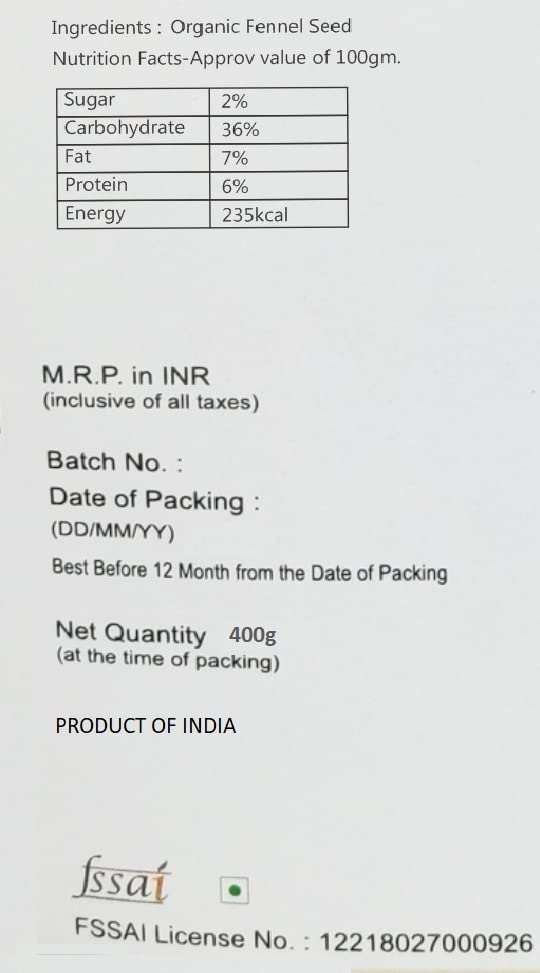 Ingredients : Organic Fennel Seed
Nutrition Facts-Approv value of 100gm.
Sugar 2%
Carbohydrate 36%
Fat 7%
Protein 6%
Energy 235kcal
M.R.P. in INR
(inclusive of all taxes)
Batch No. :
Date of Packing :
(DD/MM/YY)
Best Before 12 Month from the Date of Packing
Net Quantity 400g
(at the time of packing)
PRODUCT OF INDIA
fssai
FSSAI License No. : 12218027000926